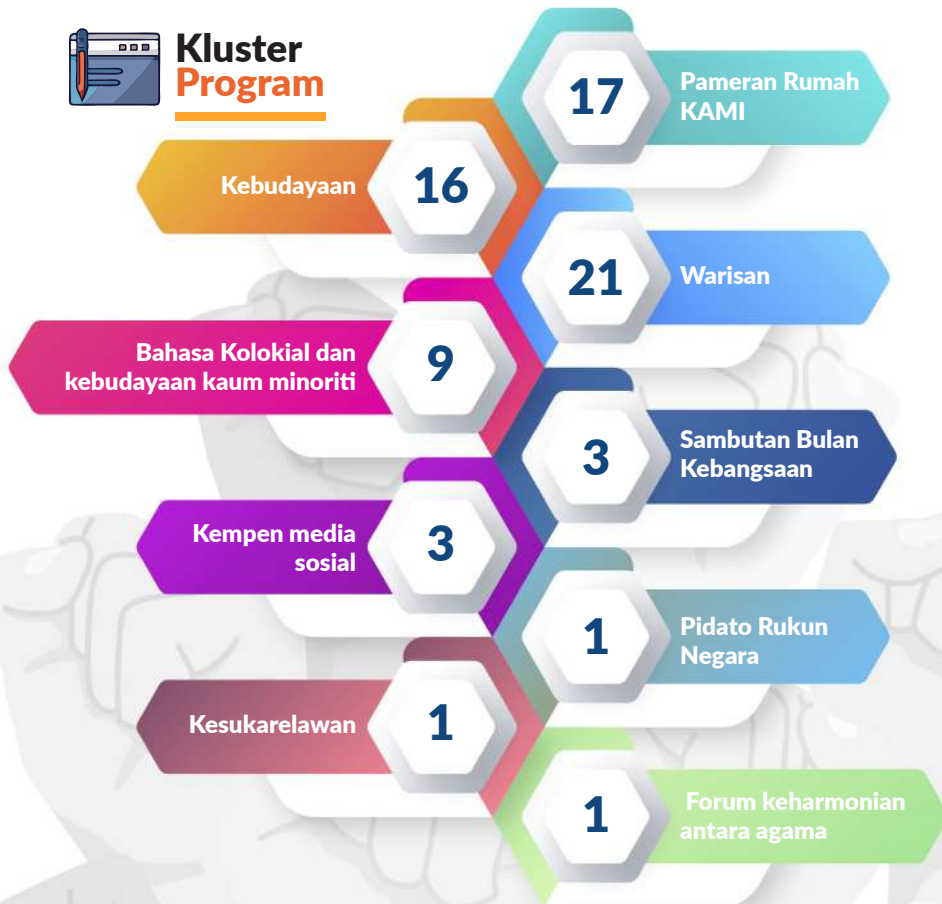 Kluster
Program
17
Pameran Rumah
KAMI
16
Kebudayaan
21
Warisan
9
Bahasa Kolokial dan
kebudayaan kaum minoriti
3
Sambutan Bulan
Kebangsaan
3
Kempen media
sosial
1
Pidato Rukun
Negara
1
Kesukarelawan
1
Forum keharmonian
antara agama